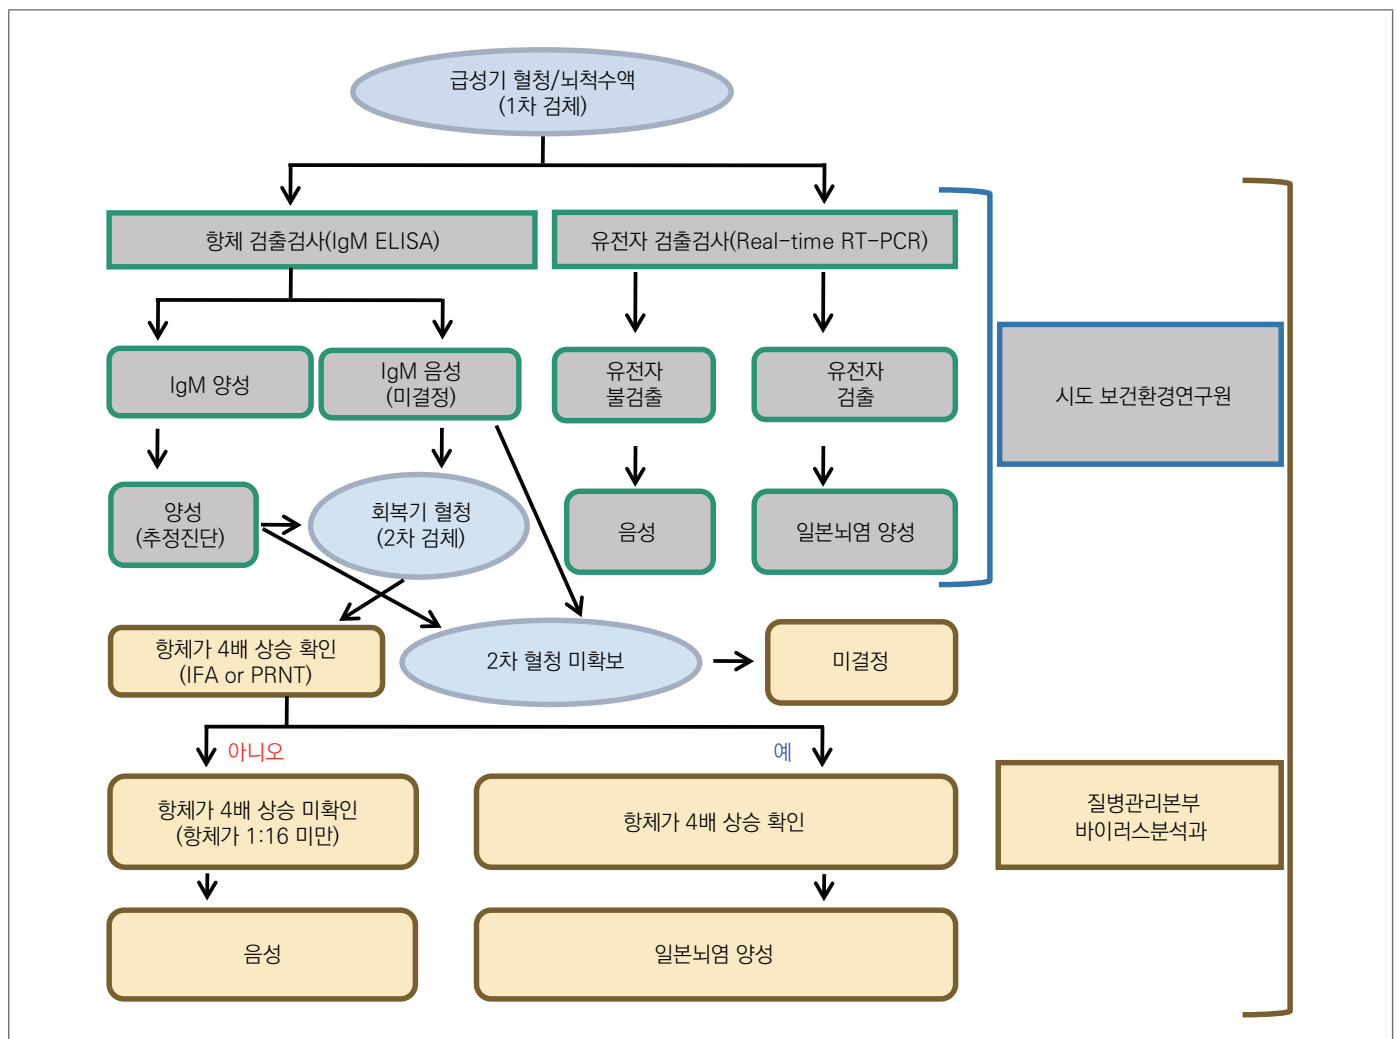 급성기 혈청/뇌척수액
(1차 검체)
항체 검출검사(IgM ELISA)
유전자 검출검사(Real-time RT-PCR)
IgM 양성
IgM 음성
(미결정)
유전자
불검출
유전자
검출
시도 보건환경연구원
양성
(추정진단)
회복기 혈청
(2차 검체)
음성
일본뇌염 양성
항체가 4배 상승 확인
(IFA or PRNT)
2차 혈청 미확보
미결정
아니오
예
항체가 4배 상승 미확인
(항체가 1:16 미만)
항체가 4배 상승 확인
질병관리본부
바이러스분석과
음성
일본뇌염 양성